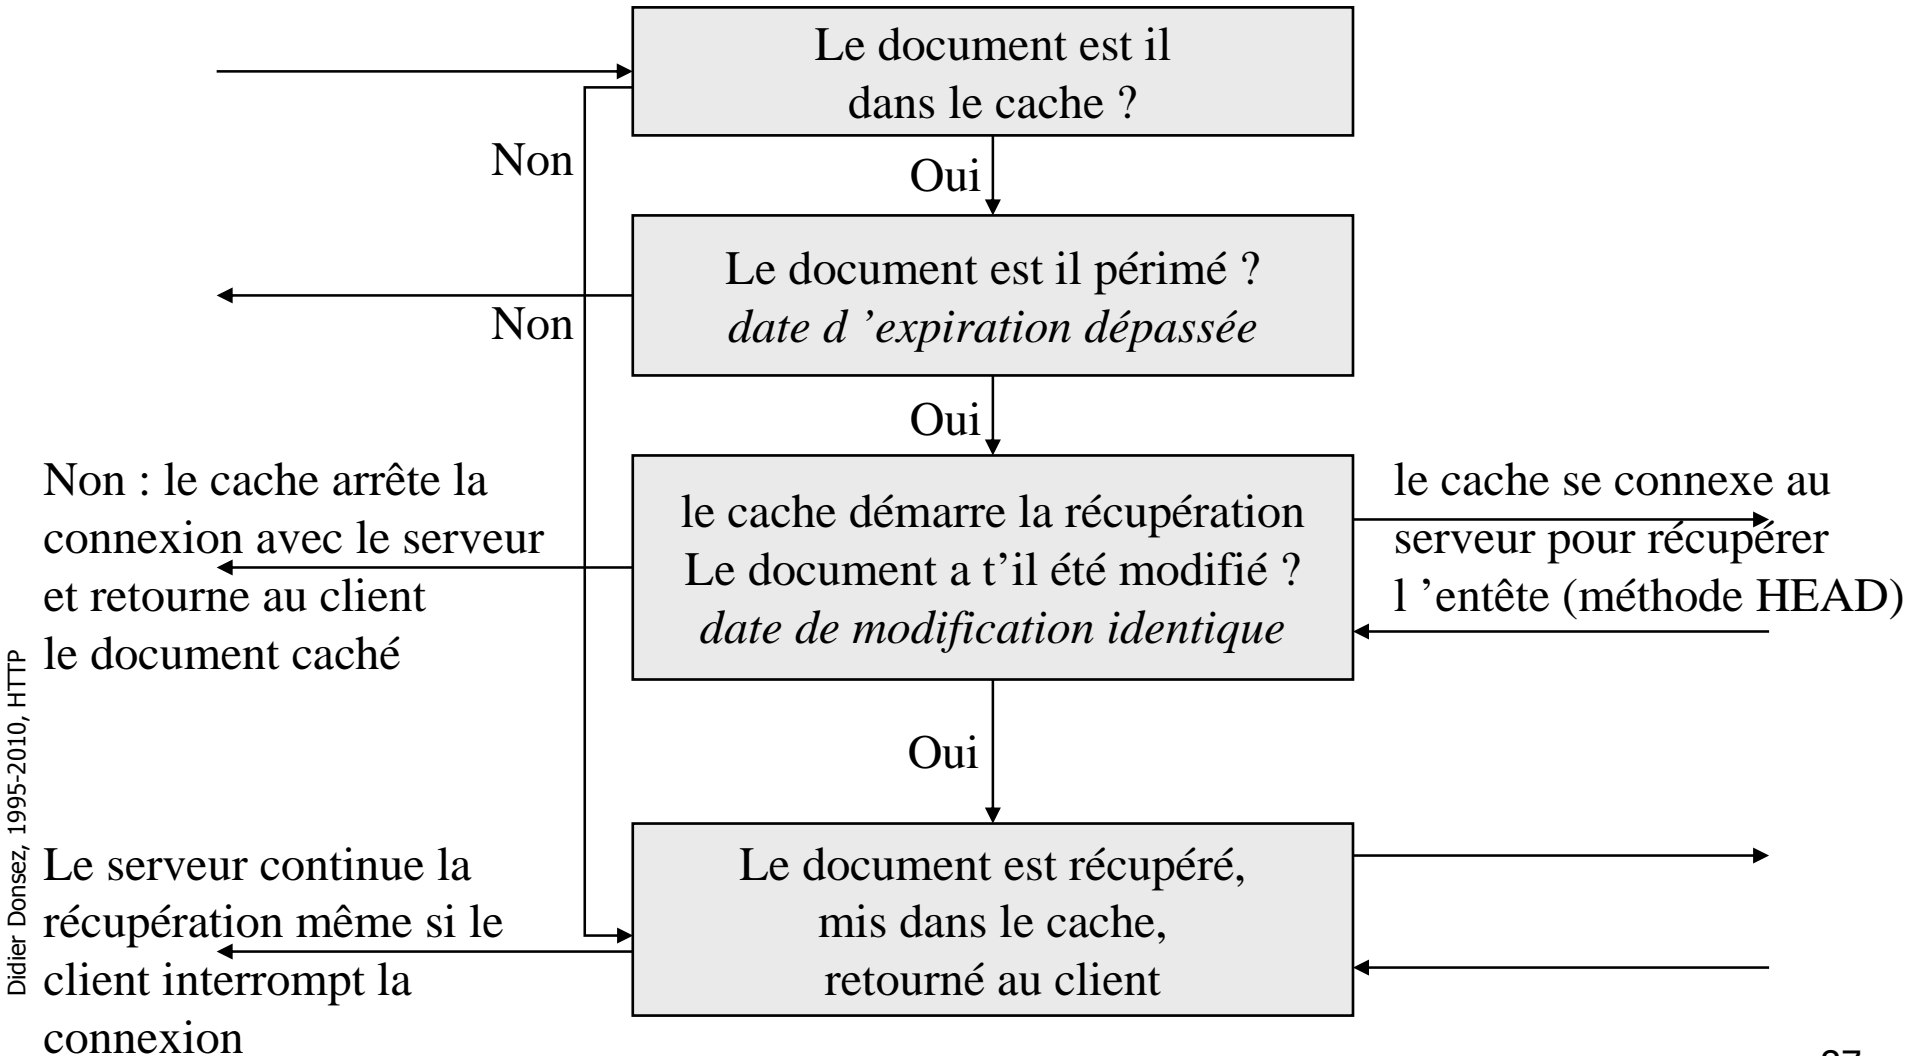 Le document est il
dans le cache ?
Non
Oui
Le document est il périmé ?
date d ’expiration dépassée
Non
Oui
Non : le cache arrête la
connexion avec le serveur
et retourne au client
le document caché
le cache démarre la récupération
Le document a t’il été modifié ?
date de modification identique
le cache se connexe au
serveur pour récupérer
l ’entête (méthode HEAD)
Oui
Le serveur continue la
récupération même si le
client interrompt la
connexion
Le document est récupéré,
mis dans le cache,
retourné au client
Didier Donsez, 1995-2010, HTTP